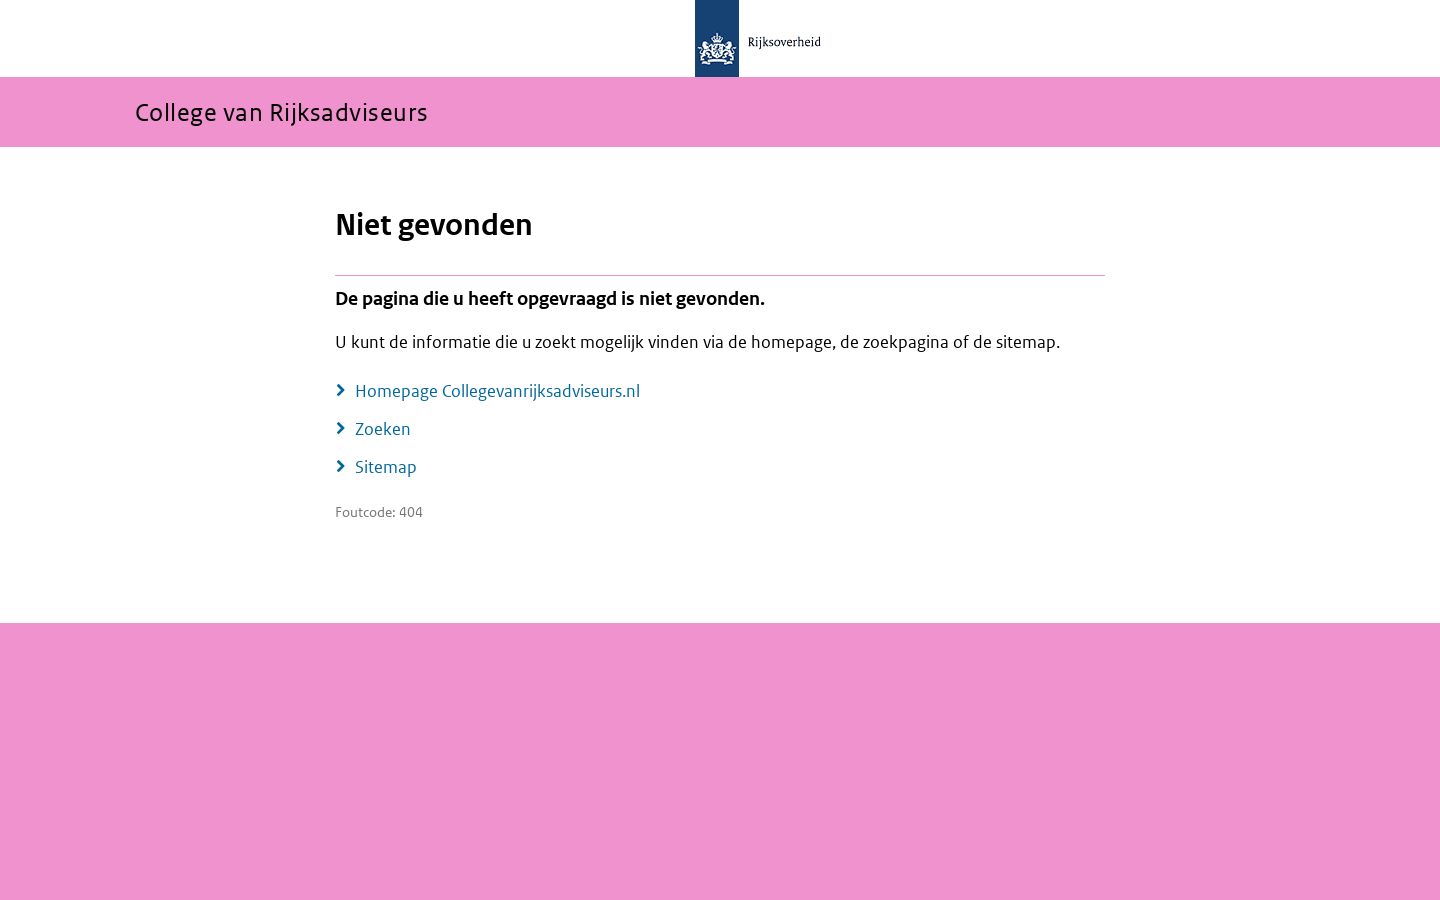 Rijksoverheid
College van Rijksadviseurs
Niet gevonden
De pagina die u heeft opgevraagd is niet gevonden.
U kunt de informatie die u zoekt mogelijk vinden via de homepage, de zoekpagina of de sitemap.
Homepage Collegevanrijksadviseurs.nl
Zoeken
Sitemap
Foutcode: 404